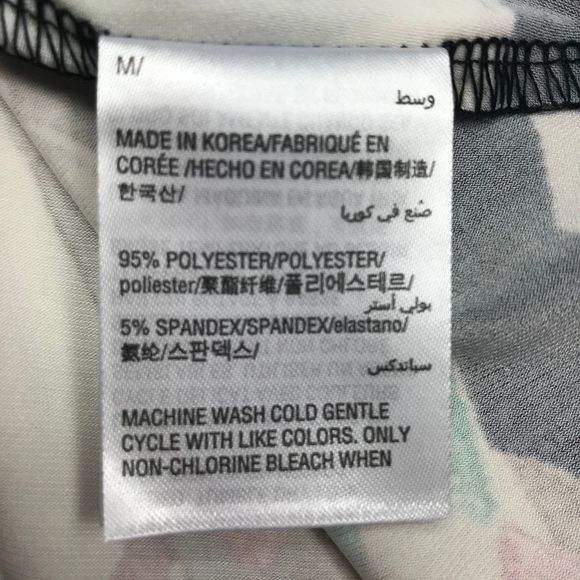 M/
وسط
MADE IN KOREA/FABRIQUÉ EN
CORÉE /HECHO EN COREA/韩国制造/
한국산/
صُنع في كوريا
95% POLYESTER/POLYESTER/
poliester/聚酯纤维/폴리에스테르/
بولي أستر
5% SPANDEX/SPANDEX/elastano/
氨纶/스판덱스/
سباندكس
MACHINE WASH COLD GENTLE
CYCLE WITH LIKE COLORS. ONLY
NON-CHLORINE BLEACH WHEN